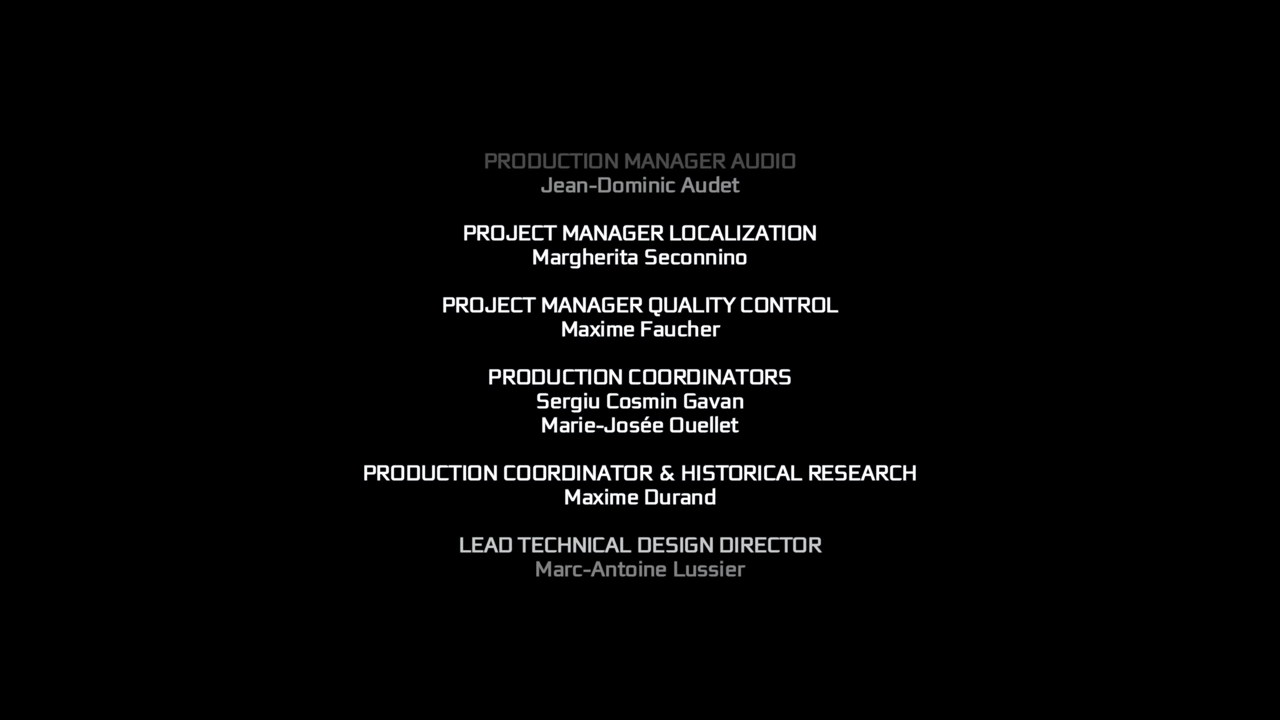 PRODUCTION MANAGER AUDIO
Jean-Dominic Audet
PROJECT MANAGER LOCALIZATION
Margherita Seconnino
PROJECT MANAGER QUALITY CONTROL
Maxime Faucher
PRODUCTION COORDINATORS
Sergiu Cosmin Gavan
Marie-Josée Ouellet
PRODUCTION COORDINATOR & HISTORICAL RESEARCH
Maxime Durand
LEAD TECHNICAL DESIGN DIRECTOR
Marc-Antoine Lussier